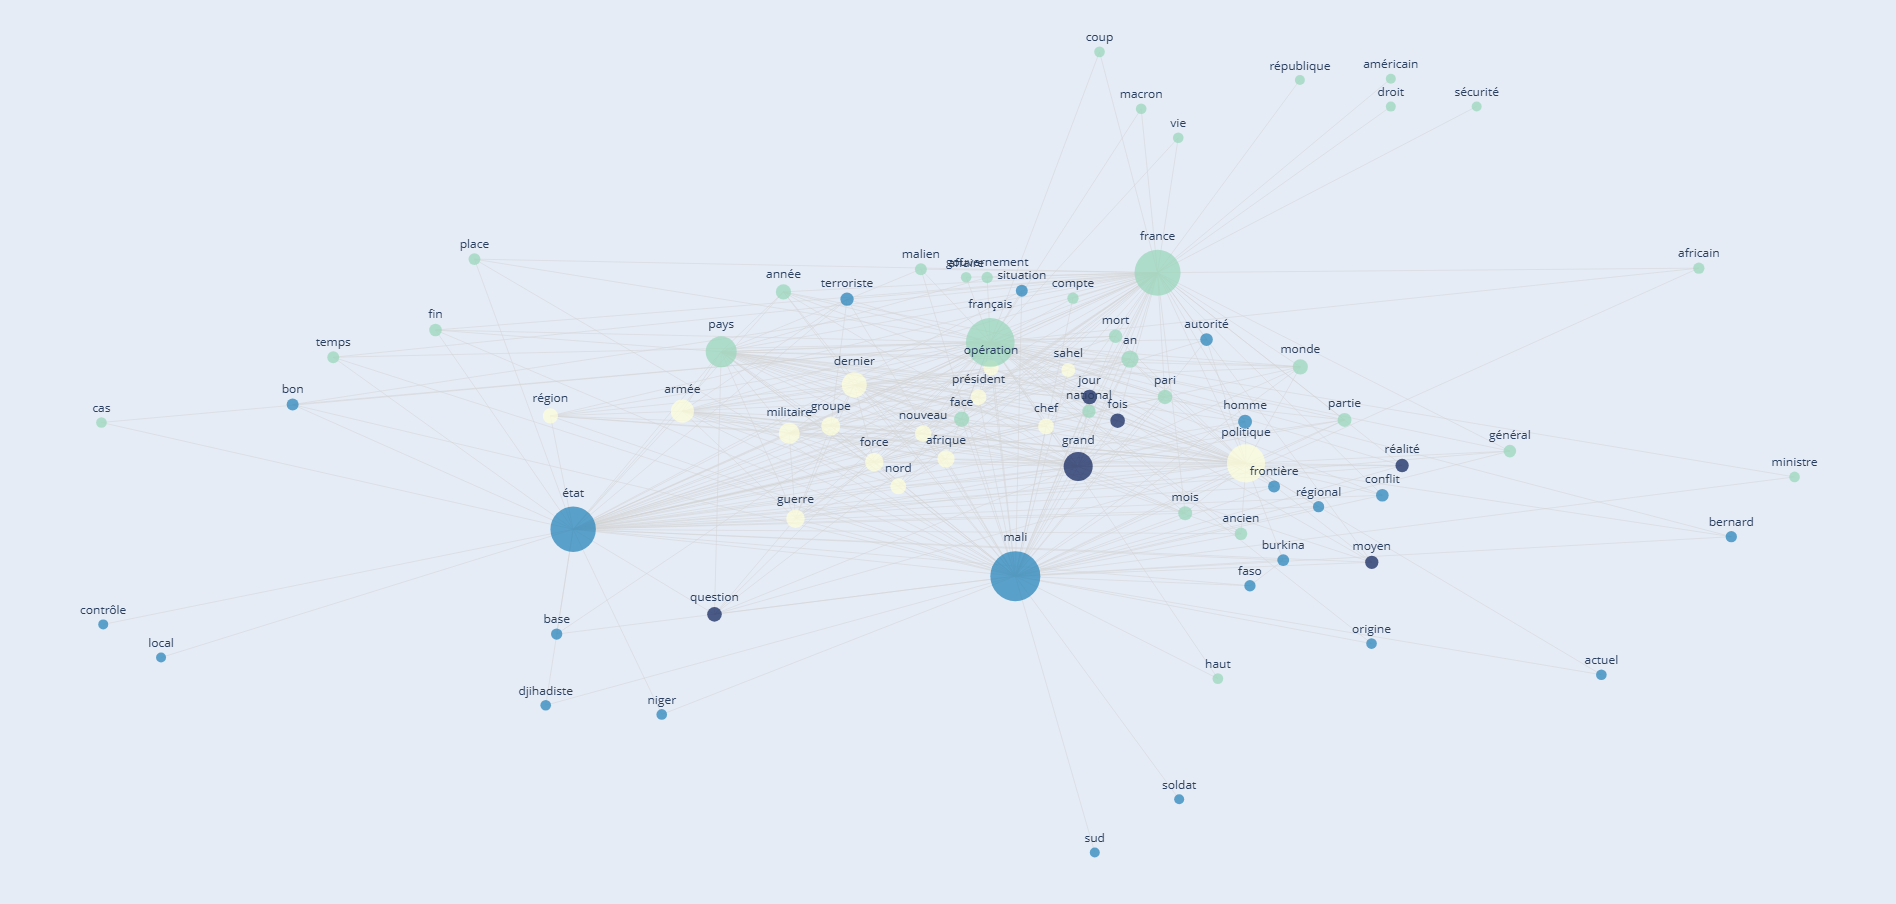 coup
république
américain
macron
droit
sécurité
vie
france
place
malien
gouvernement
africain
année
situation
terroriste
compte
français
fin
pays
mort
autorité
temps
opération
sahel
monde
dernier
bon
armée
président
jour
pari
région
national
cas
militaire
groupe
face
chef
fois
homme
partie
nouveau
politique
général
force
afrique
grand
réalité
nord
frontière
ministre
état
guerre
mois
régional
conflit
ancien
bernard
mali
burkina
moyen
faso
question
contrôle
base
origine
local
haut
actuel
djihadiste
niger
soldat
sud
an